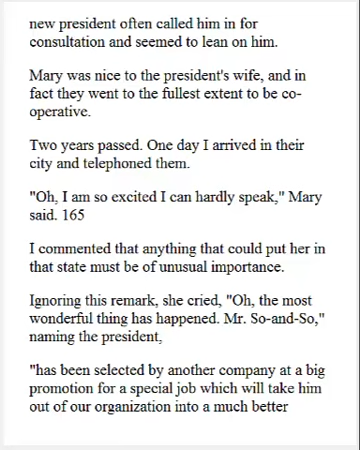 new president often called him in for
consultation and seemed to lean on him.
Mary was nice to the president's wife, and in
fact they went to the fullest extent to be co-
operative.
Two years passed. One day I arrived in their
city and telephoned them.
"Oh, I am so excited I can hardly speak," Mary
said. 165
I commented that anything that could put her in
that state must be of unusual importance.
Ignoring this remark, she cried, "Oh, the most
wonderful thing has happened. Mr. So-and-So,"
naming the president,
"has been selected by another company at a big
promotion for a special job which will take him
out of our organization into a much better